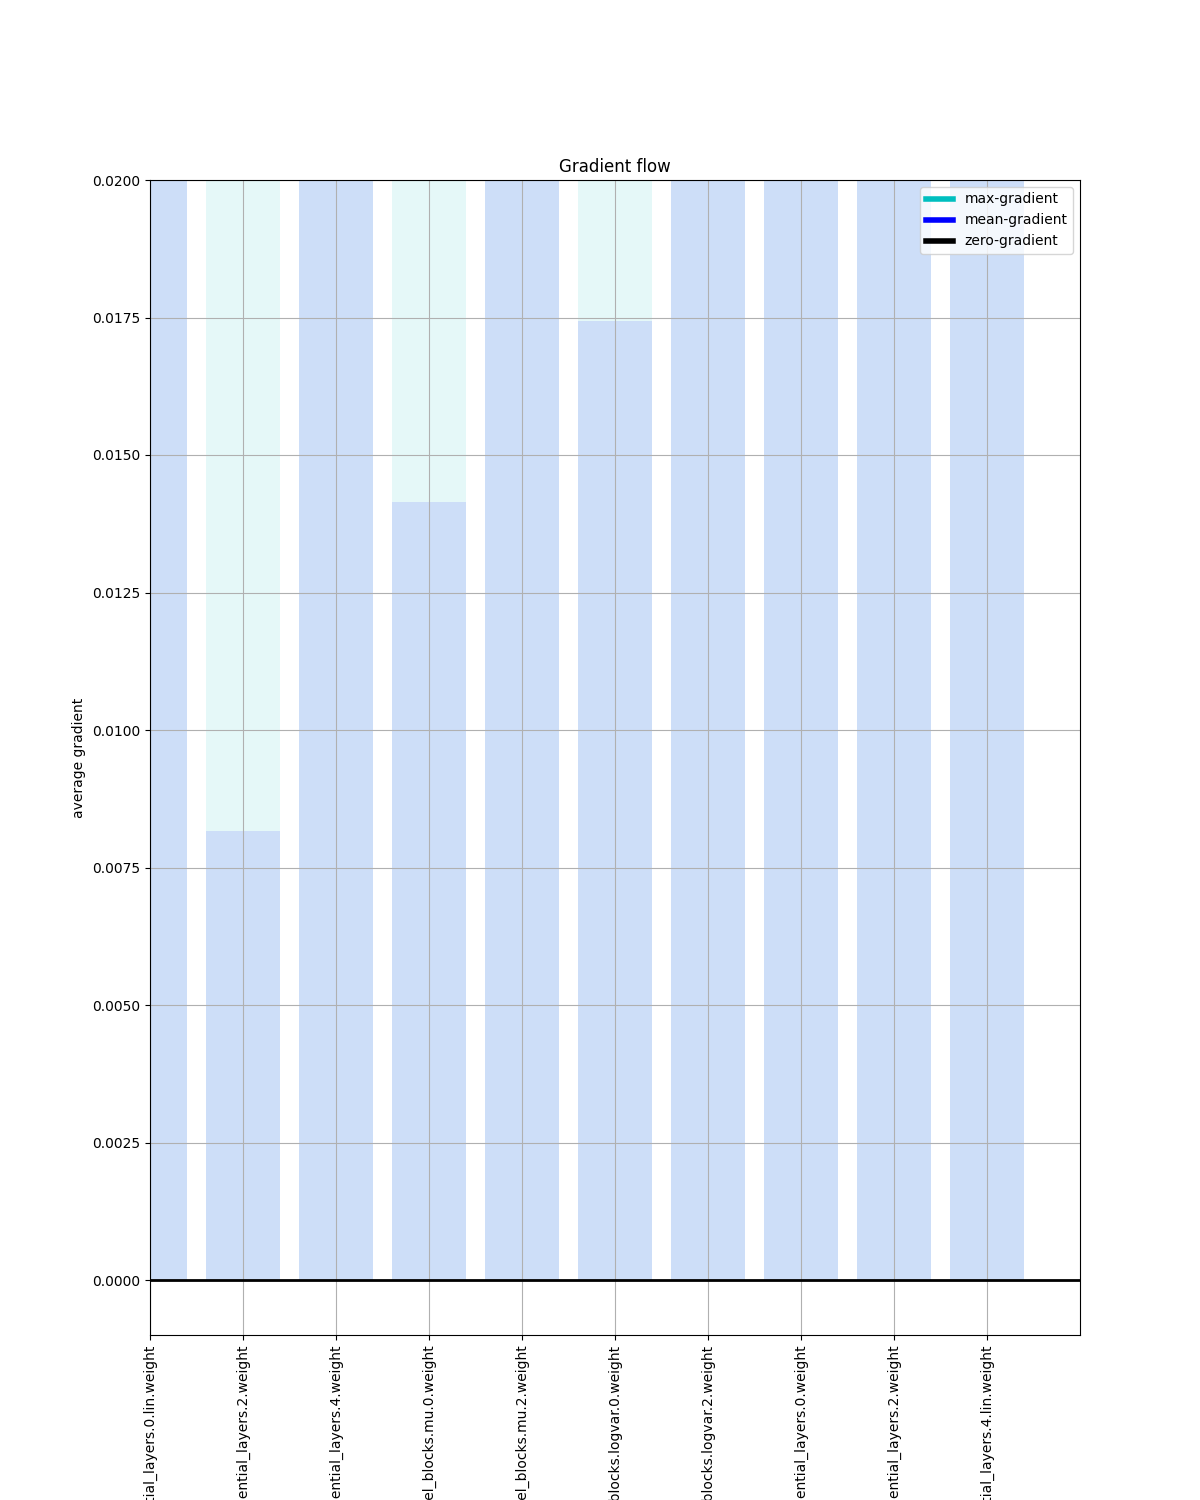 Gradient flow
max-gradient
mean-gradient
zero-gradient
0.0200
0.0175
0.0150
0.0125
0.0100
0.0075
0.0050
0.0025
0.0000
average gradient
tial_layers.0.lin.weight
ential_layers.2.weight
ential_layers.4.weight
el_blocks.mu.0.weight
el_blocks.mu.2.weight
blocks.logvar.0.weight
blocks.logvar.2.weight
ential_layers.0.weight
ential_layers.2.weight
tial_layers.4.lin.weight